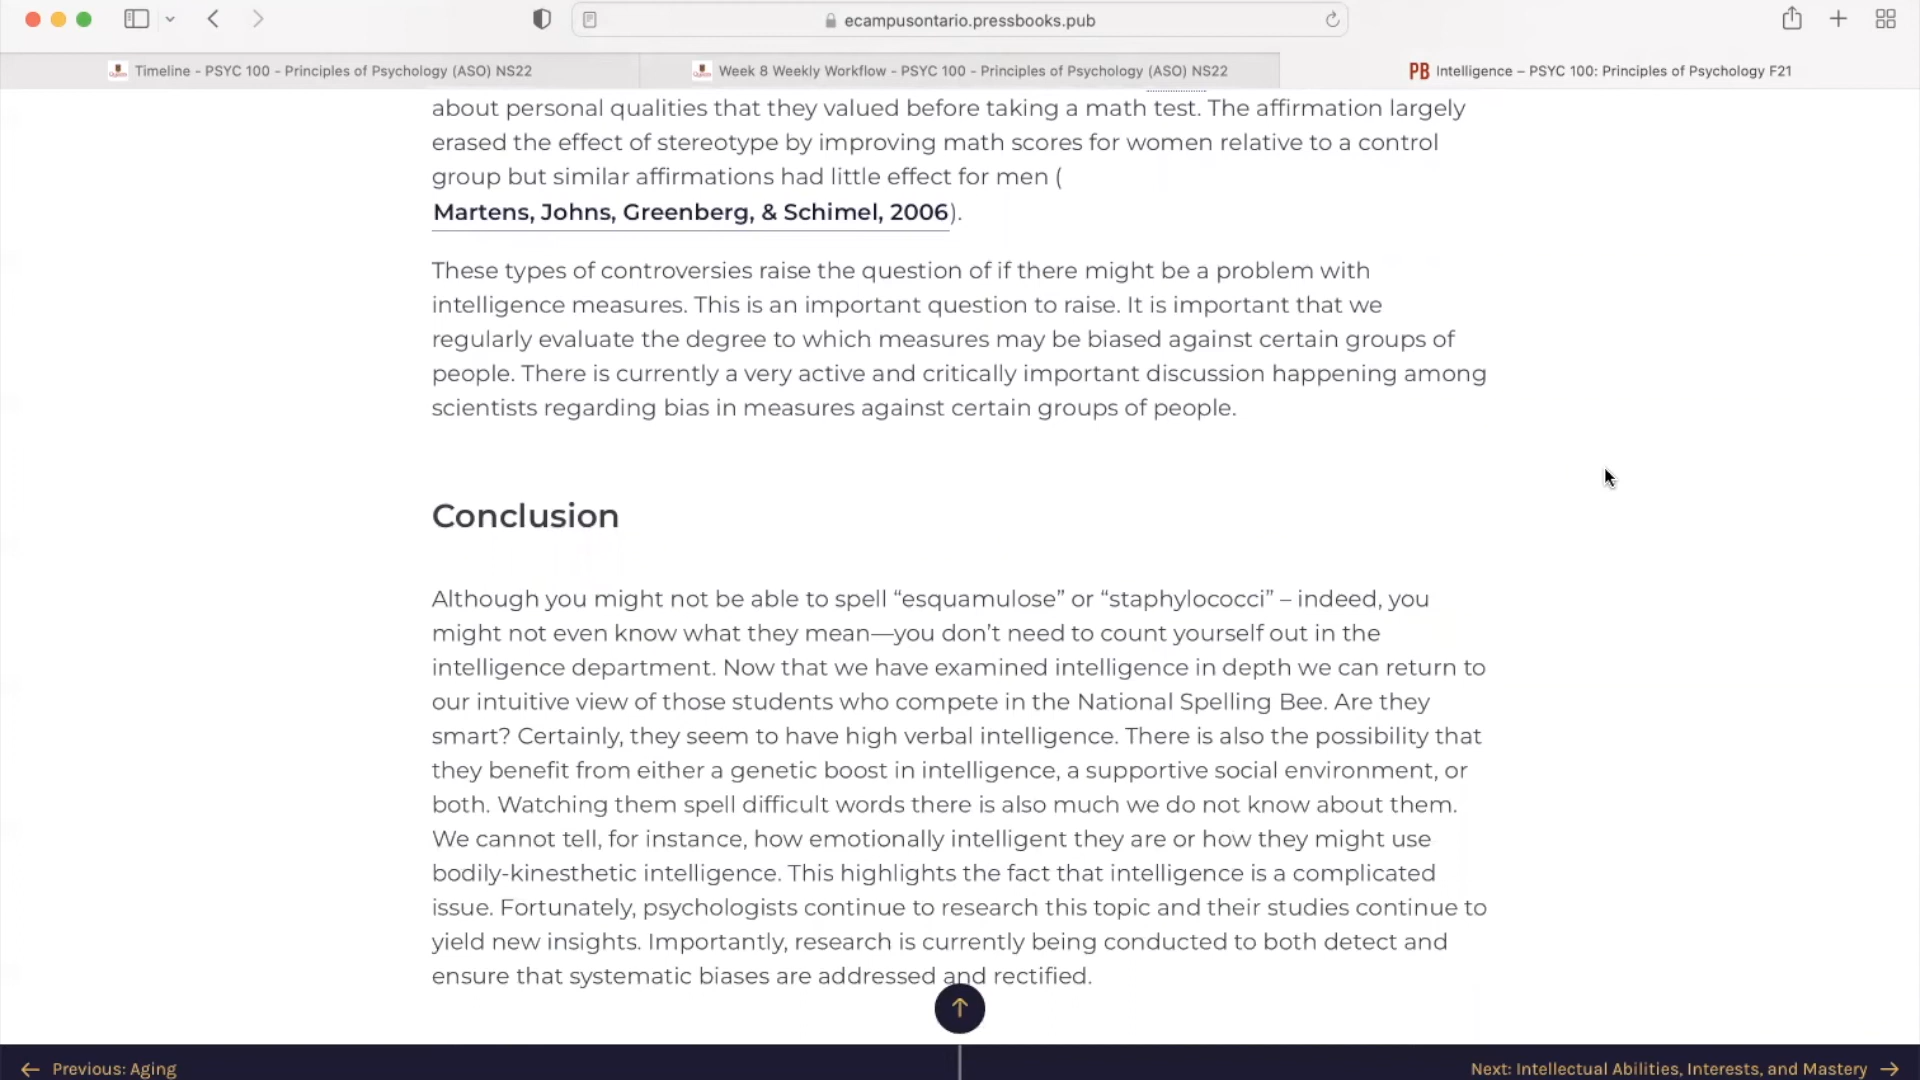 ecampusontario.pressbooks.pub
Timeline - PSYC 100 - Principles of Psychology (ASO) NS22
Week 8 Weekly Workflow - PSYC 100 - Principles of Psychology (ASO) NS22
PB Intelligence – PSYC 100: Principles of Psychology F21
about personal qualities that they valued before taking a math test. The affirmation largely
erased the effect of stereotype by improving math scores for women relative to a control
group but similar affirmations had little effect for men (
Martens, Johns, Greenberg, & Schimel, 2006).
These types of controversies raise the question of if there might be a problem with
intelligence measures. This is an important question to raise. It is important that we
regularly evaluate the degree to which measures may be biased against certain groups of
people. There is currently a very active and critically important discussion happening among
scientists regarding bias in measures against certain groups of people.
Conclusion
Although you might not be able to spell “esquamulose” or “staphylococci” – indeed, you
might not even know what they mean—you don’t need to count yourself out in the
intelligence department. Now that we have examined intelligence in depth we can return to
our intuitive view of those students who compete in the National Spelling Bee. Are they
smart? Certainly, they seem to have high verbal intelligence. There is also the possibility that
they benefit from either a genetic boost in intelligence, a supportive social environment, or
both. Watching them spell difficult words there is also much we do not know about them.
We cannot tell, for instance, how emotionally intelligent they are or how they might use
bodily-kinesthetic intelligence. This highlights the fact that intelligence is a complicated
issue. Fortunately, psychologists continue to research this topic and their studies continue to
yield new insights. Importantly, research is currently being conducted to both detect and
ensure that systematic biases are addressed and rectified.
Previous: Aging
Next: Intellectual Abilities, Interests, and Mastery